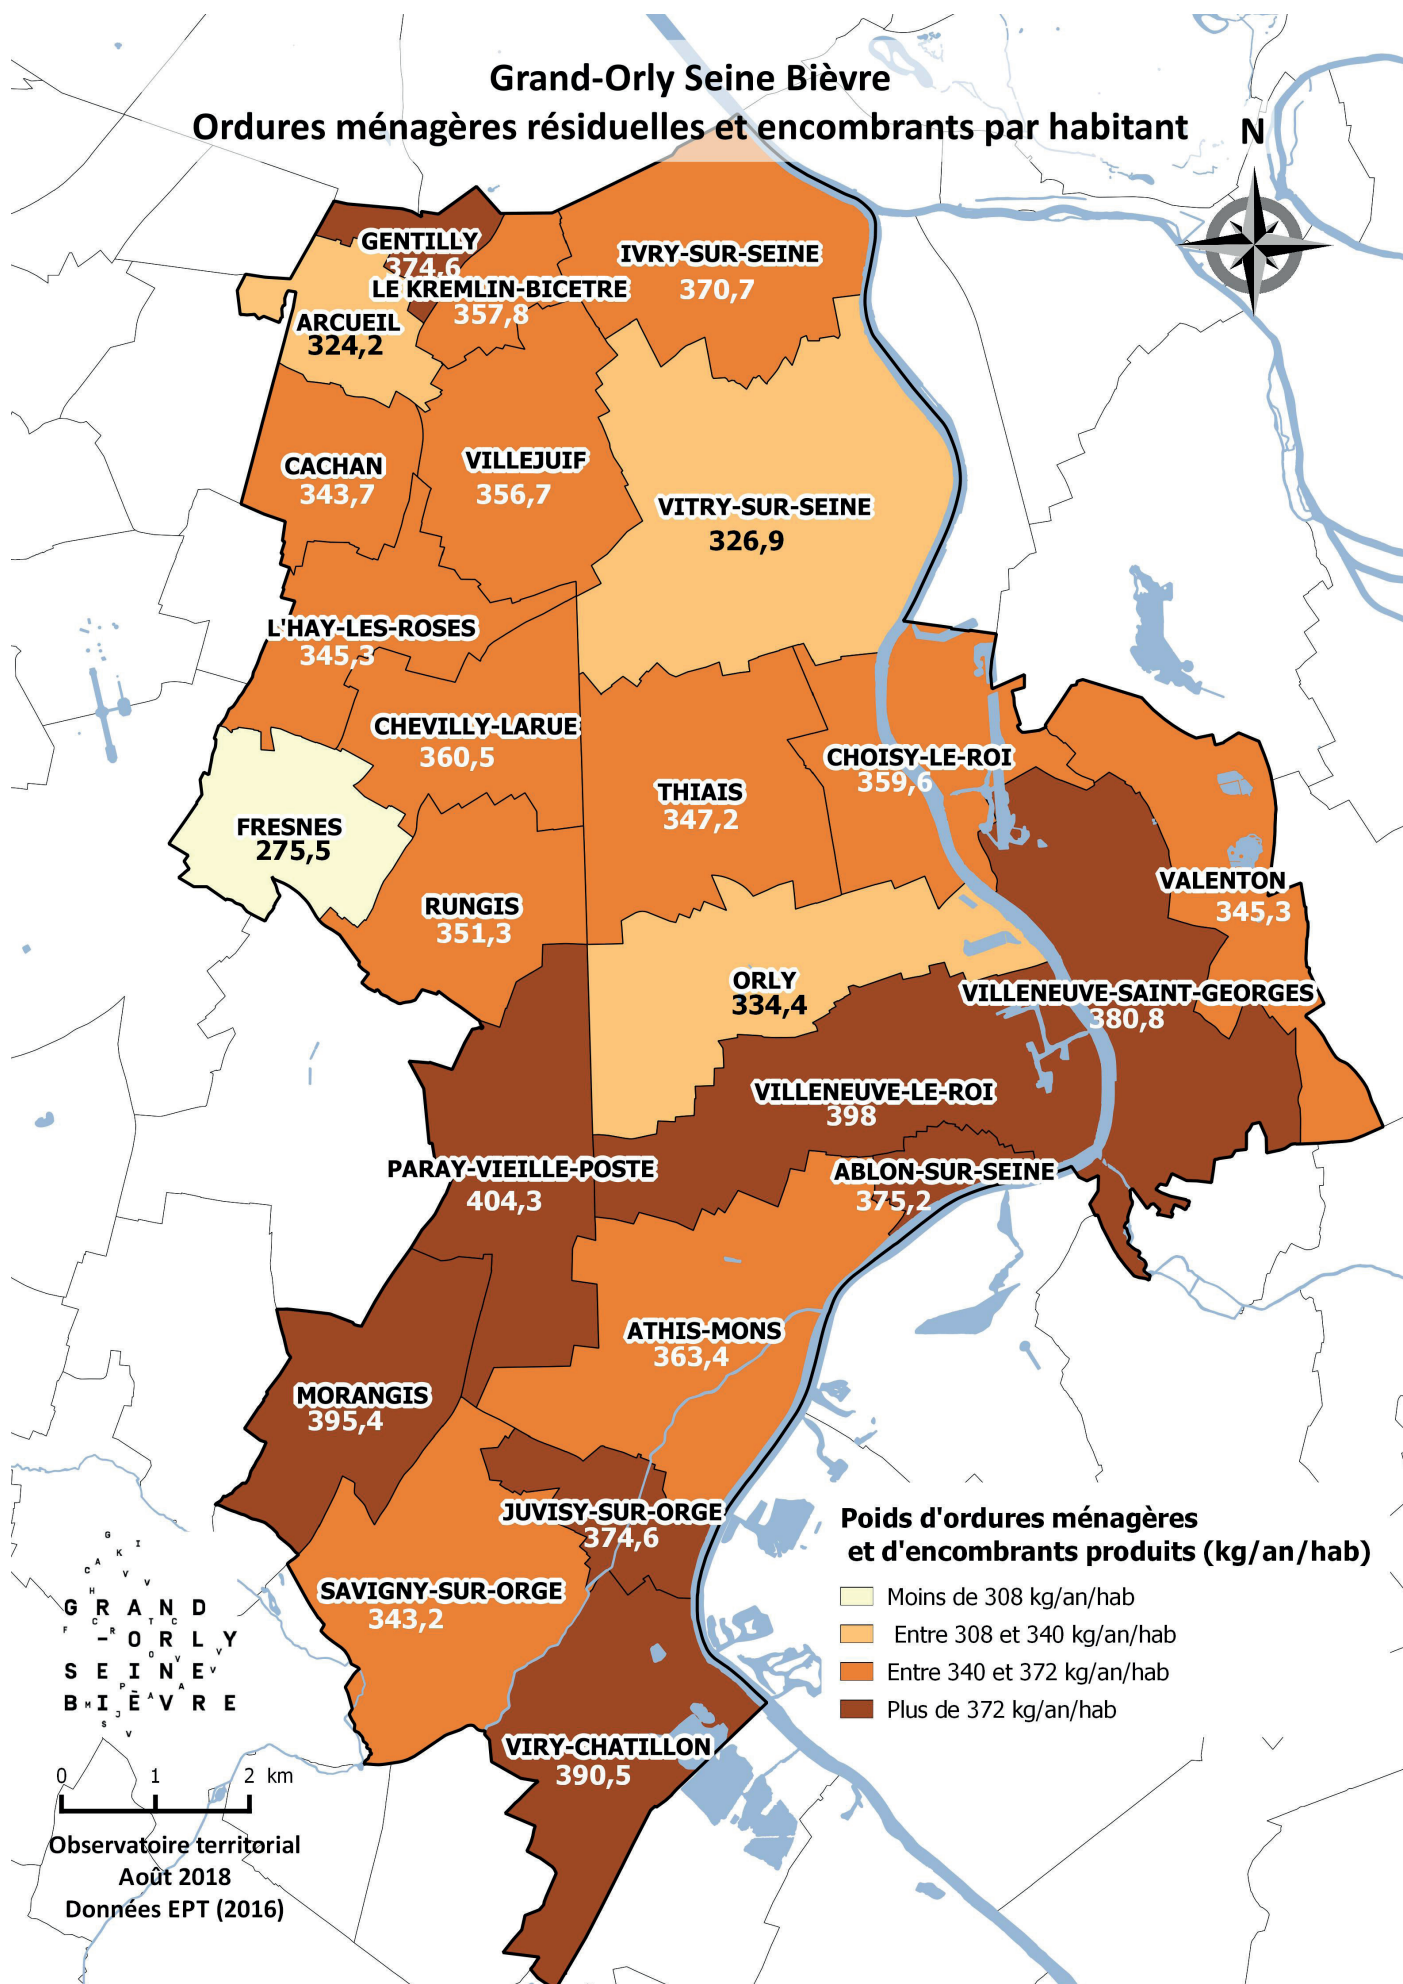 Grand-Orly Seine Bièvre
Ordures ménagères résiduelles et encombrants par habitant
N
GENTILLY
374,6
IVRY-SUR-SEINE
370,7
LE KREMLIN-BICETRE
357,8
ARCUEIL
324,2
CACHAN
343,7
VILLEJUIF
356,7
VITRY-SUR-SEINE
326,9
L'HAY-LES-ROSES
345,3
CHEVILLY-LARUE
360,5
CHOISY-LE-ROI
359,6
THIAIS
347,2
FRESNES
275,5
VALENTON
345,3
RUNGIS
351,3
ORLY
334,4
VILLENEUVE-SAINT-GEORGES
380,8
VILLENEUVE-LE-ROI
398
PARAY-VIEILLE-POSTE
404,3
ABLON-SUR-SEINE
375,2
ATHIS-MONS
363,4
MORANGIS
395,4
JUVISY-SUR-ORGE
374,6
SAVIGNY-SUR-ORGE
343,2
VIRY-CHATILLON
390,5
Poids d'ordures ménagères
et d'encombrants produits (kg/an/hab)
Moins de 308 kg/an/hab
Entre 308 et 340 kg/an/hab
Entre 340 et 372 kg/an/hab
Plus de 372 kg/an/hab
GRAND
-ORLY
SEINE
BIÈVRE
0 1 2 km
Observatoire territorial
Août 2018
Données EPT (2016)